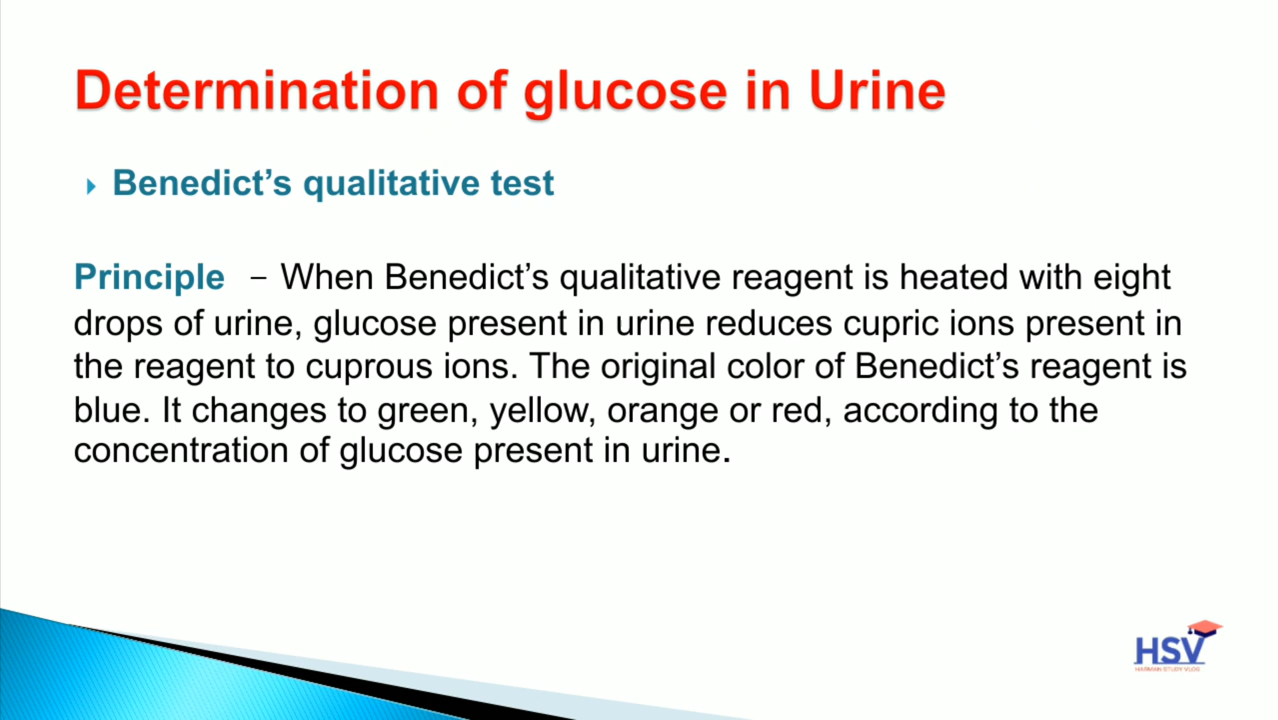 Determination of glucose in Urine
Benedict’s qualitative test
Principle – When Benedict’s qualitative reagent is heated with eight
drops of urine, glucose present in urine reduces cupric ions present in
the reagent to cuprous ions. The original color of Benedict’s reagent is
blue. It changes to green, yellow, orange or red, according to the
concentration of glucose present in urine.
HSV
HARMANN STUDY VLOG